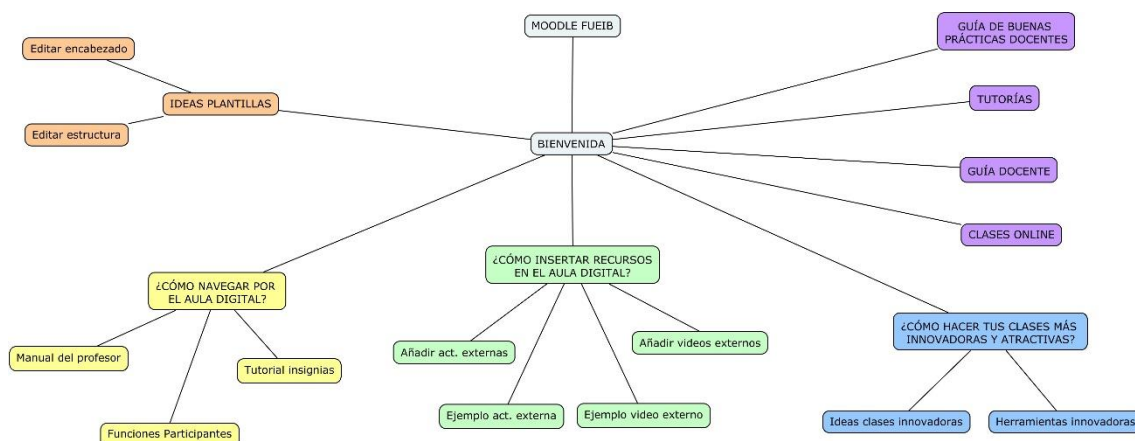 MOODLE FUEIB
GUÍA DE BUENAS
PRÁCTICAS DOCENTES
Editar encabezado
IDEAS PLANTILLAS
TUTORÍAS
Editar estructura
BIENVENIDA
GUÍA DOCENTE
CLASES ONLINE
¿CÓMO NAVEGAR POR
EL AULA DIGITAL?
¿CÓMO INSERTAR RECURSOS
EN EL AULA DIGITAL?
¿CÓMO HACER TUS CLASES MÁS
INNOVADORAS Y ATRACTIVAS?
Manual del profesor
Tutorial insignias
Funciones Participantes
Añadir act. externas
Añadir videos externos
Ejemplo act. externa
Ejemplo video externo
Ideas clases innovadoras
Herramientas innovadoras